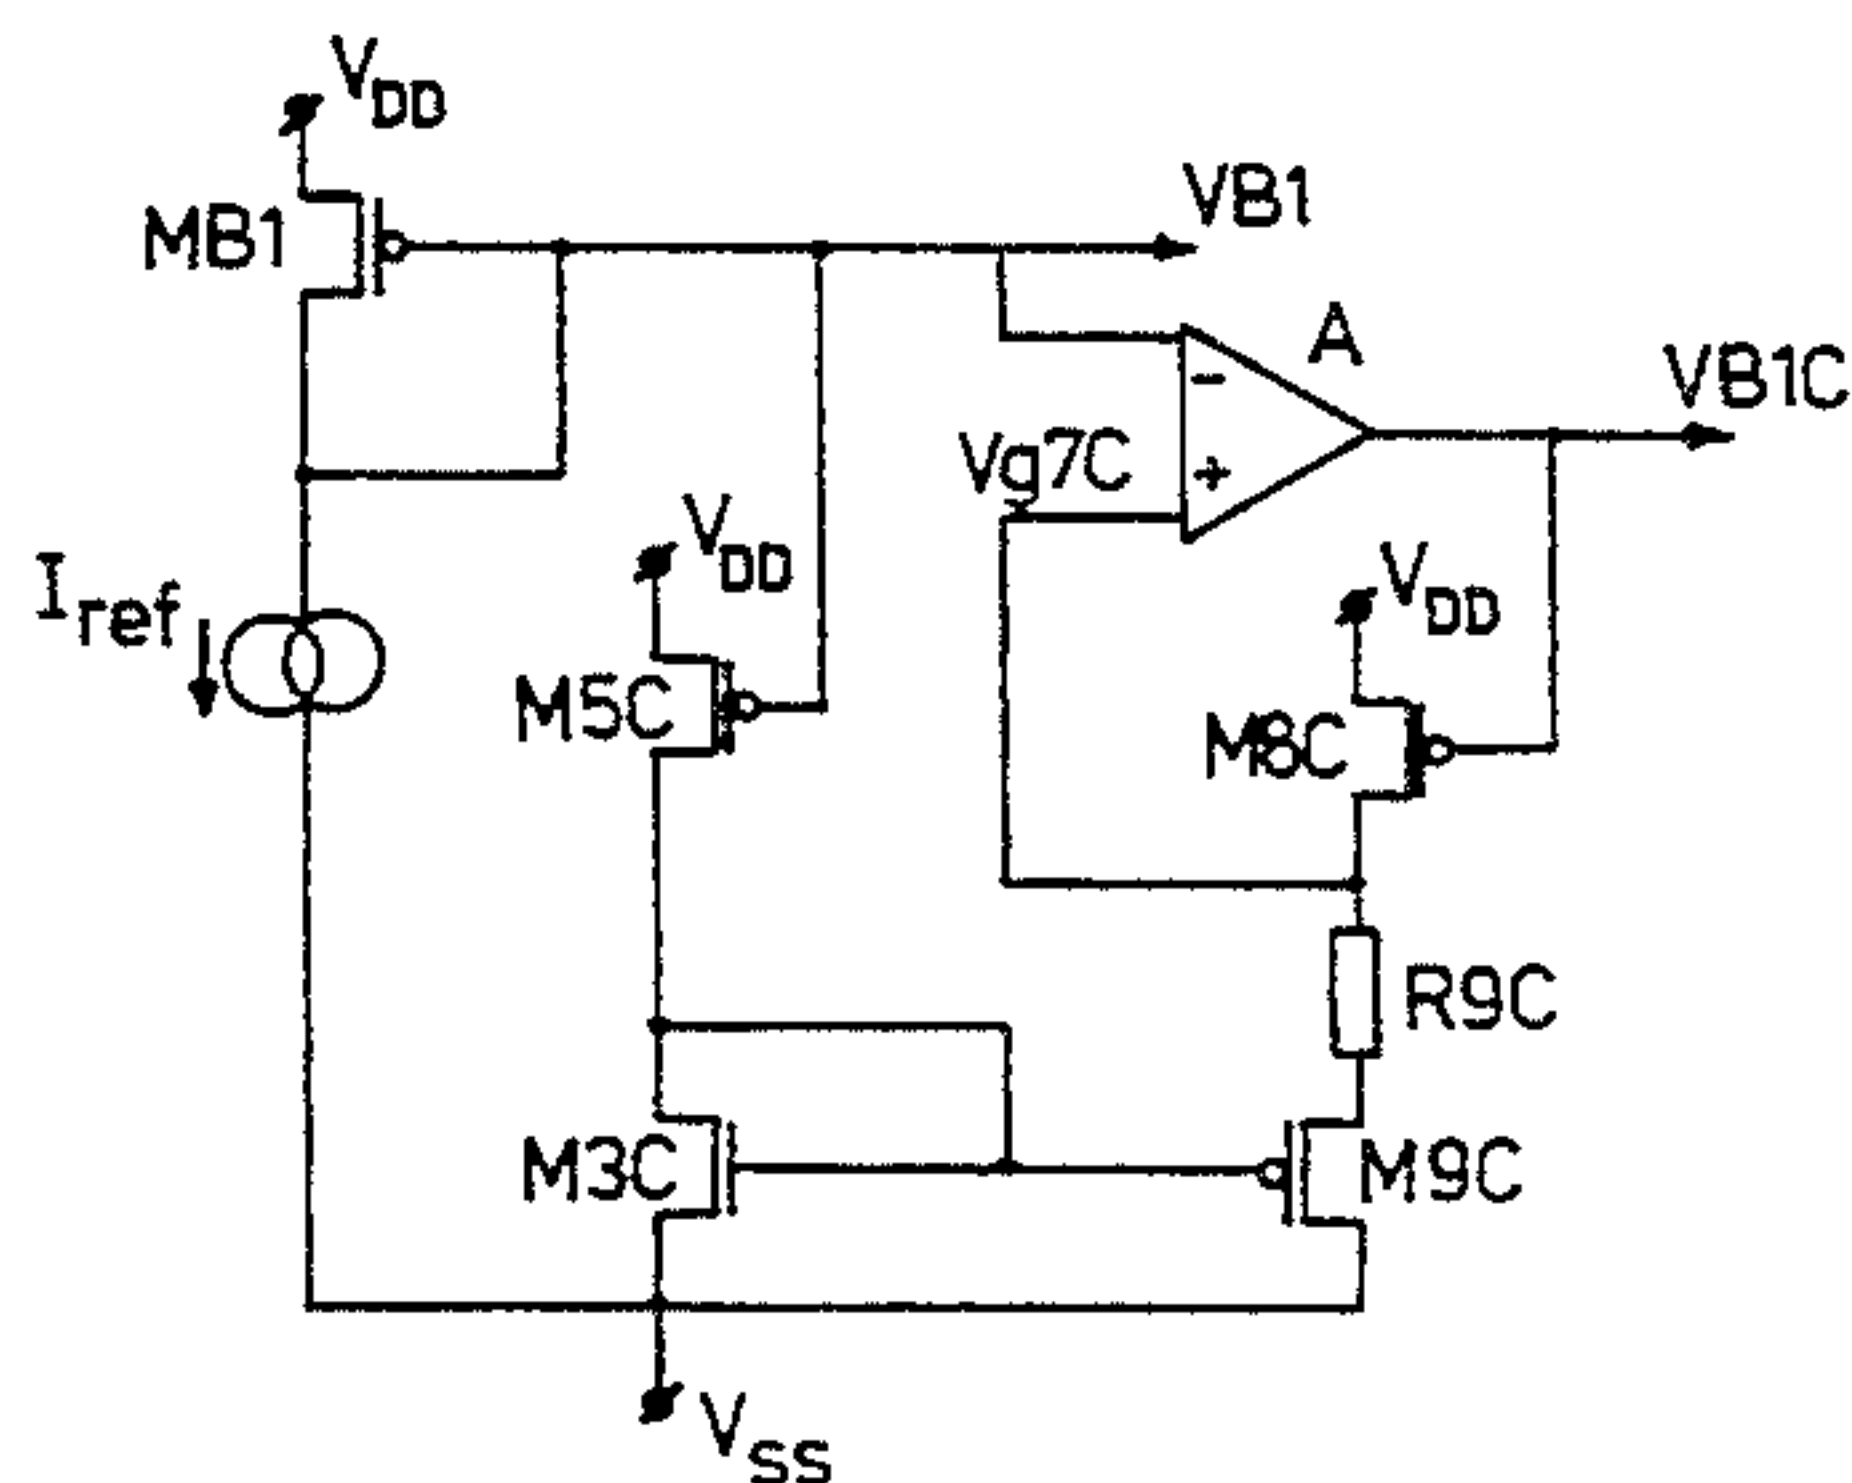 VDD
MB1
VB1
A
VB1C
Vg7C
-
+
Iref
VDD
VDD
M5C
M8C
R9C
M3C
M9C
VSS